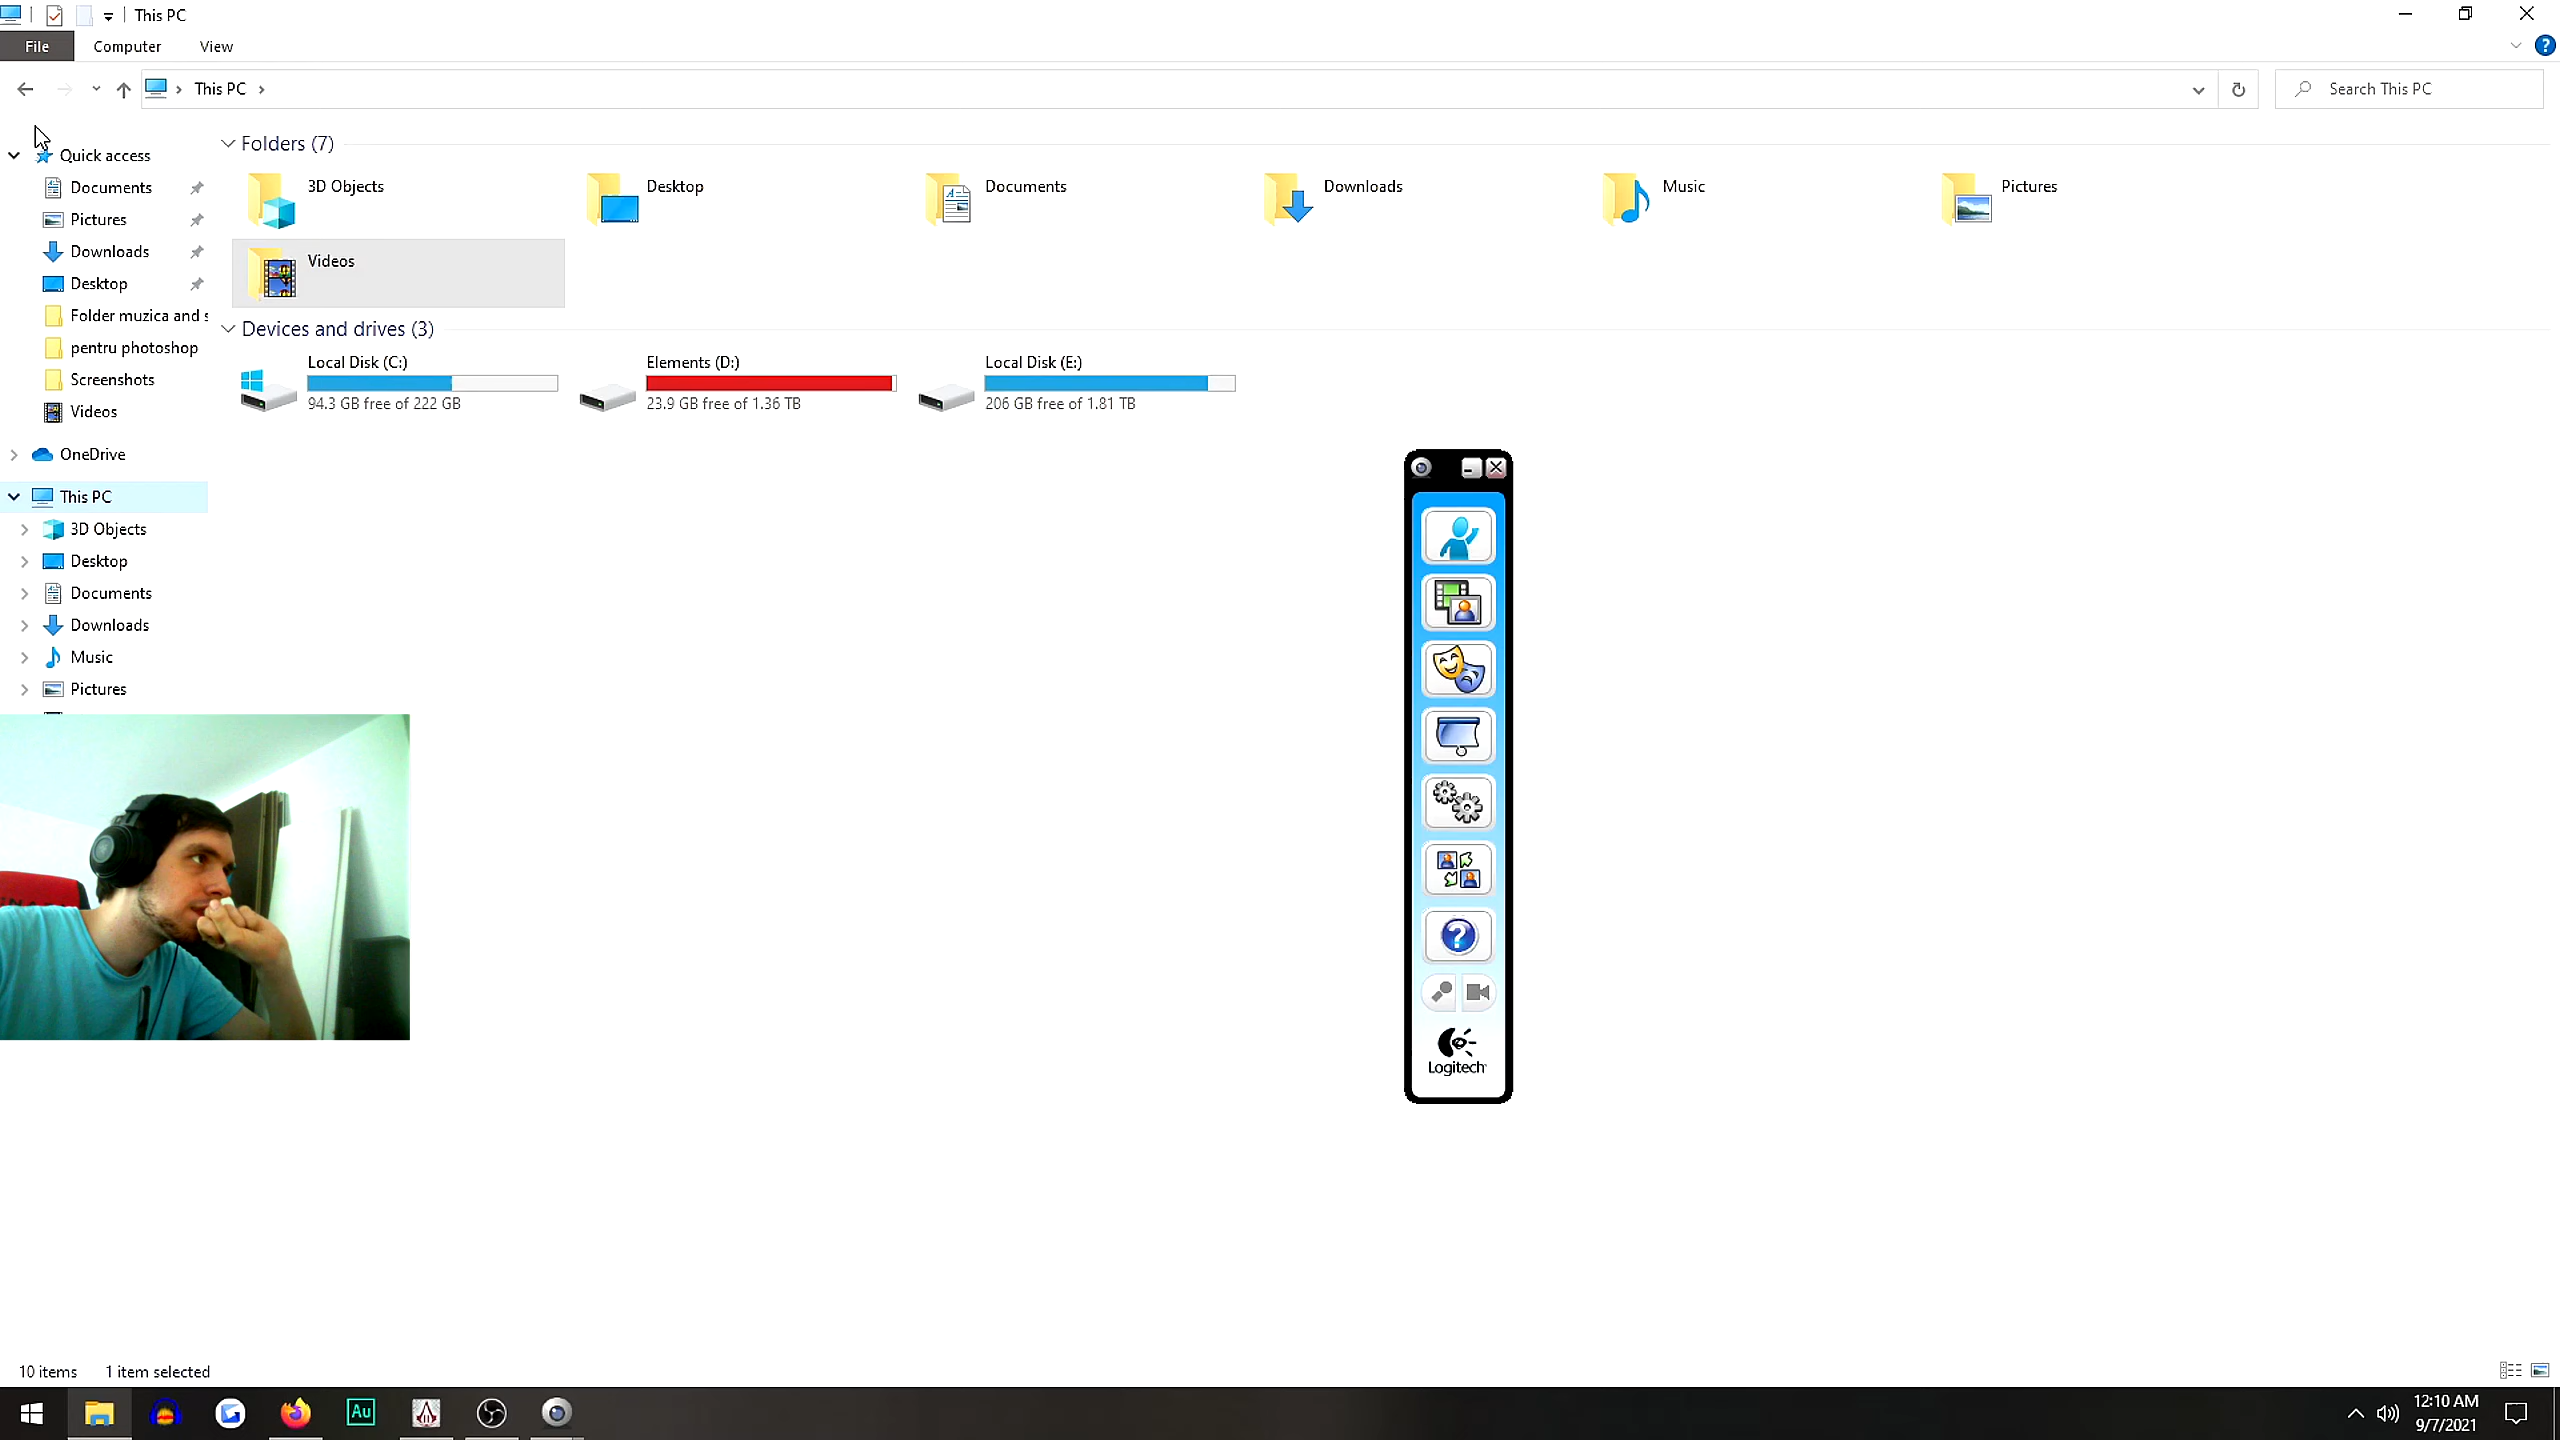 This PC
File
Computer
View
This PC
Search This PC
Quick access
Documents
Pictures
Downloads
Desktop
Folder muzica and s
pentru photoshop
Screenshots
Videos
OneDrive
This PC
3D Objects
Desktop
Documents
Downloads
Music
Pictures
Folders (7)
3D Objects
Desktop
Documents
Downloads
Music
Pictures
Videos
Devices and drives (3)
Local Disk (C:)
94.3 GB free of 222 GB
Elements (D:)
23.9 GB free of 1.36 TB
Local Disk (E:)
206 GB free of 1.81 TB
Logitech
10 items
1 item selected
Au
12:10 AM
9/7/2021